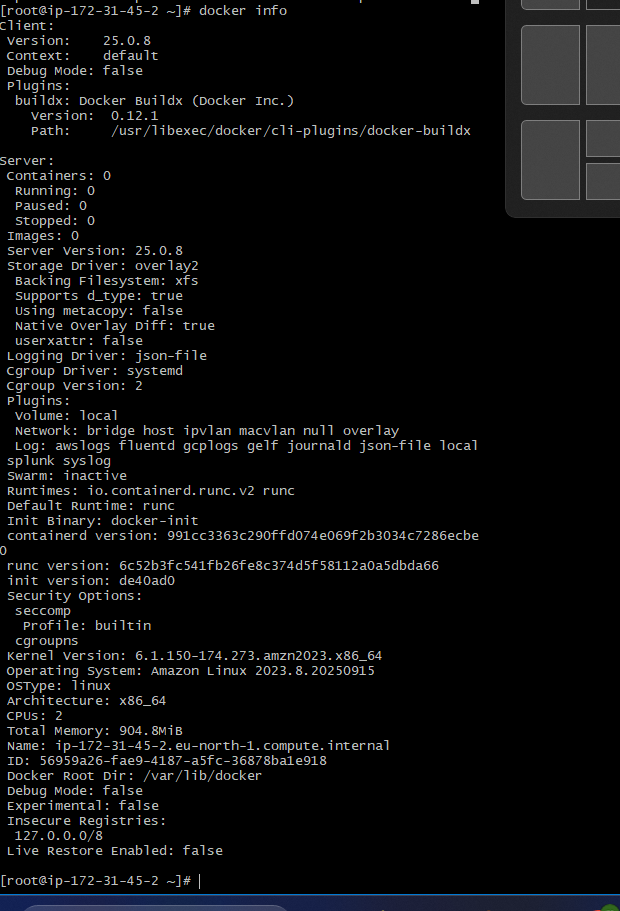 [root@ip-172-31-45-2 ~]# docker info
Client:
 Version:    25.0.8
 Context:    default
 Debug Mode: false
 Plugins:
  buildx: Docker Buildx (Docker Inc.)
    Version:  0.12.1
    Path:     /usr/libexec/docker/cli-plugins/docker-buildx

Server:
 Containers: 0
  Running: 0
  Paused: 0
  Stopped: 0
 Images: 0
 Server Version: 25.0.8
 Storage Driver: overlay2
  Backing Filesystem: xfs
  Supports d_type: true
  Using metacopy: false
  Native Overlay Diff: true
  userxattr: false
 Logging Driver: json-file
 Cgroup Driver: systemd
 Cgroup Version: 2
 Plugins:
  Volume: local
  Network: bridge host ipvlan macvlan null overlay
  Log: awslogs fluentd gcplogs gelf journald json-file local
 splunk syslog
 Swarm: inactive
 Runtimes: io.containerd.runc.v2 runc
 Default Runtime: runc
 Init Binary: docker-init
 containerd version: 991cc3363c290ffd074e069f2b3034c7286ecbe
0
 runc version: 6c52b3fc541fb26fe8c374d5f58112a0a5dbda66
 init version: de40ad0
 Security Options:
  seccomp
   Profile: builtin
  cgroupns
 Kernel Version: 6.1.150-174.273.amzn2023.x86_64
 Operating System: Amazon Linux 2023.8.20250915
 OSType: linux
 Architecture: x86_64
 CPUs: 2
 Total Memory: 904.8MiB
 Name: ip-172-31-45-2.eu-north-1.compute.internal
 ID: 56959a26-fae9-4187-a5fc-36878ba1e918
 Docker Root Dir: /var/lib/docker
 Debug Mode: false
 Experimental: false
 Insecure Registries:
  127.0.0.0/8
 Live Restore Enabled: false

[root@ip-172-31-45-2 ~]#